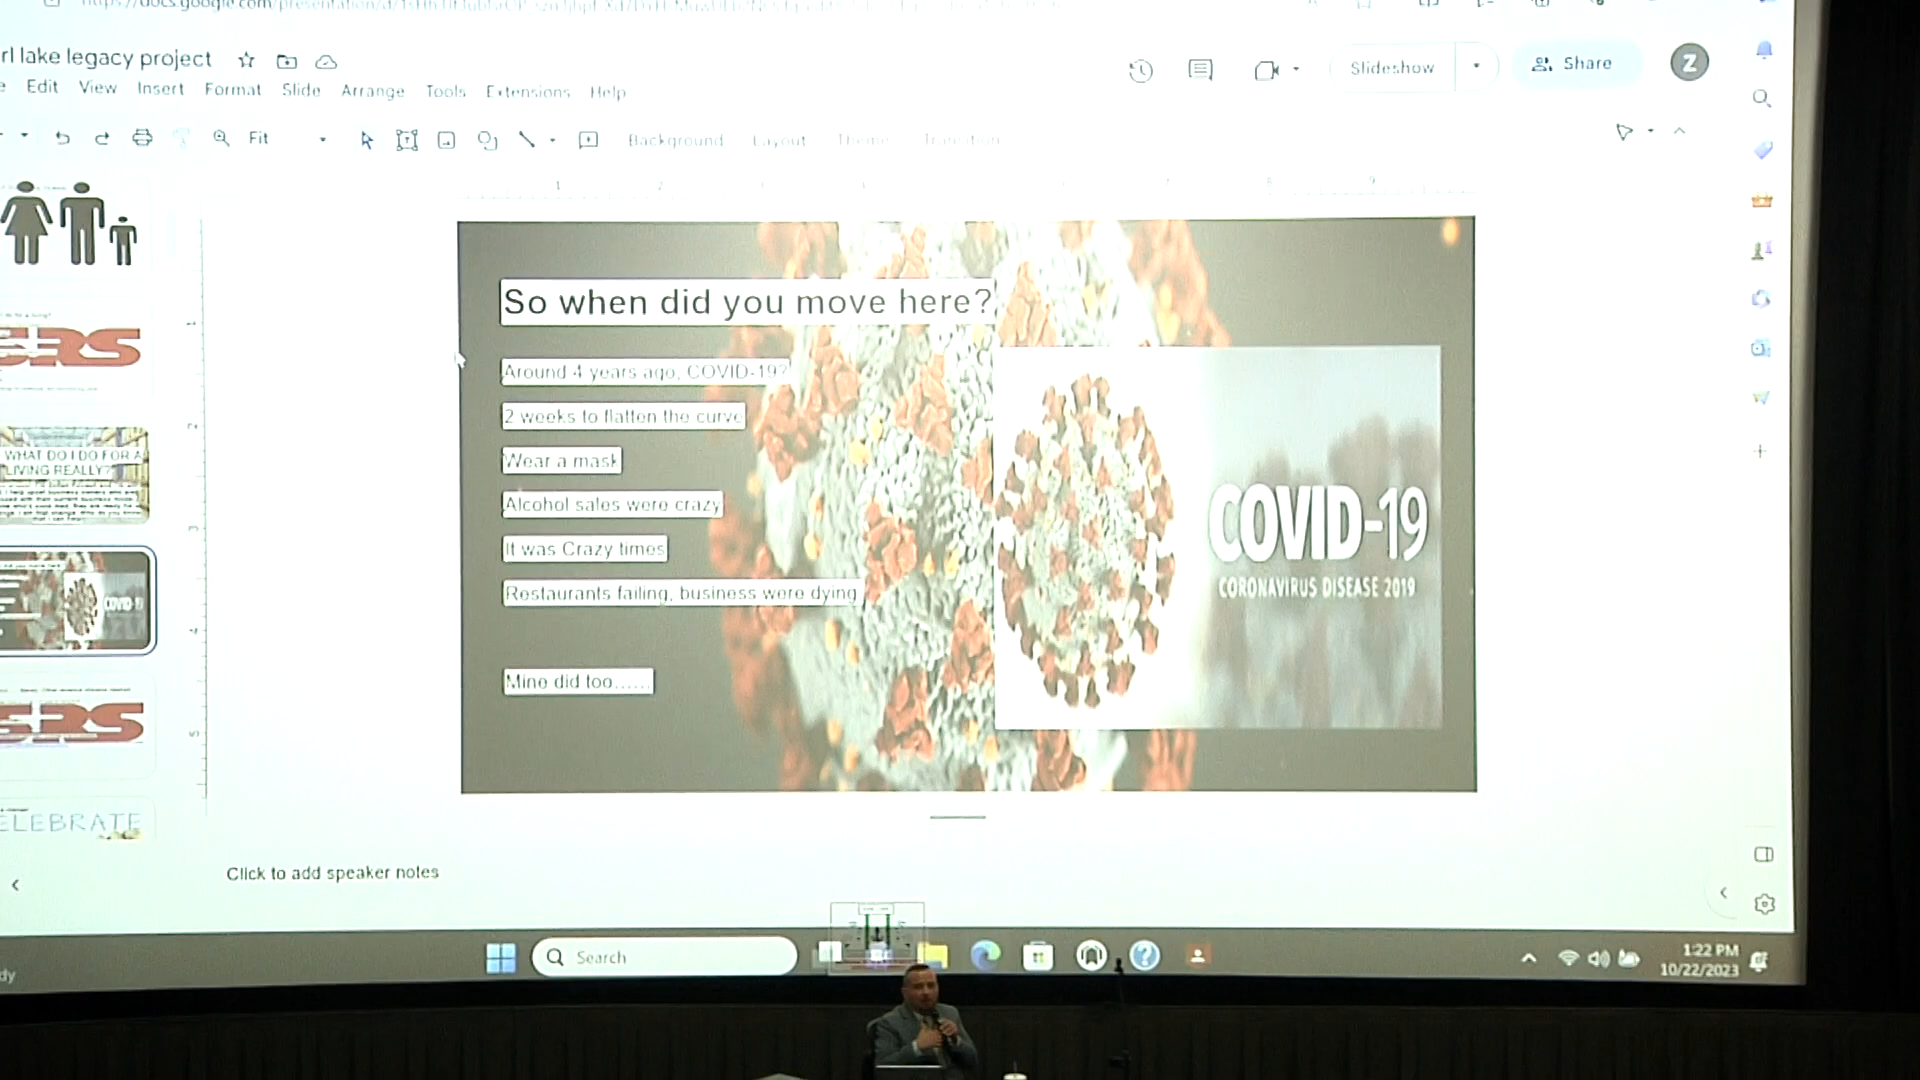 rl lake legacy project
Edit View Insert Format Slide Arrange Tools Extensions Help
Slideshow
Share
Z
Fit
Background Layout Theme Transition
So when did you move here?
Around 4 years ago, COVID-19?
2 weeks to flatten the curve
Wear a mask
Alcohol sales were crazy
It was Crazy times
Restaurants failing, business were dying
Mine did too......
COVID-19
CORONAVIRUS DISEASE 2019
WHAT DO I DO FOR A
LIVING REALLY?
COVID-19
ELEBRATE
Click to add speaker notes
Search
1:22 PM
10/22/2023